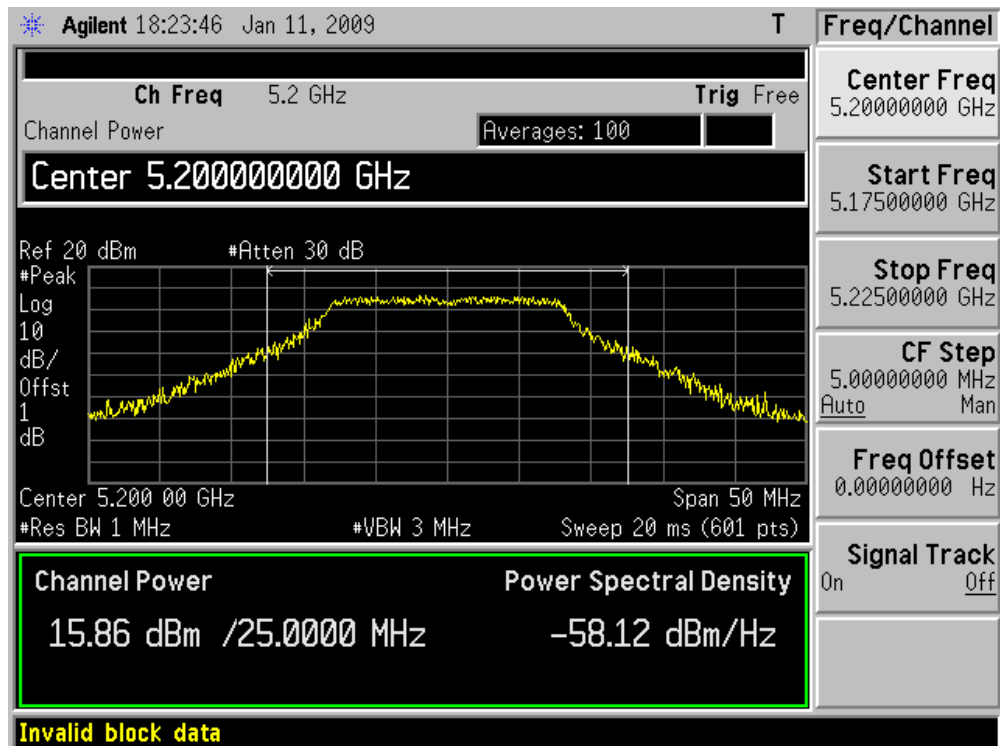 Agilent 18:23:46 Jan 11, 2009 T
Freq/Channel
Ch Freq 5.2 GHz Trig Free
Channel Power Averages: 100
Center 5.200000000 GHz
Ref 20 dBm #Atten 30 dB
#Peak
Log
10
dB/
Offst
1
dB
Center 5.200 00 GHz Span 50 MHz
#Res BW 1 MHz #VBW 3 MHz Sweep 20 ms (601 pts)
Channel Power Power Spectral Density
15.86 dBm /25.0000 MHz -58.12 dBm/Hz
Invalid block data
Center Freq
5.20000000 GHz
Start Freq
5.17500000 GHz
Stop Freq
5.22500000 GHz
CF Step
5.00000000 MHz
Auto Man
Freq Offset
0.00000000 Hz
Signal Track
On Off